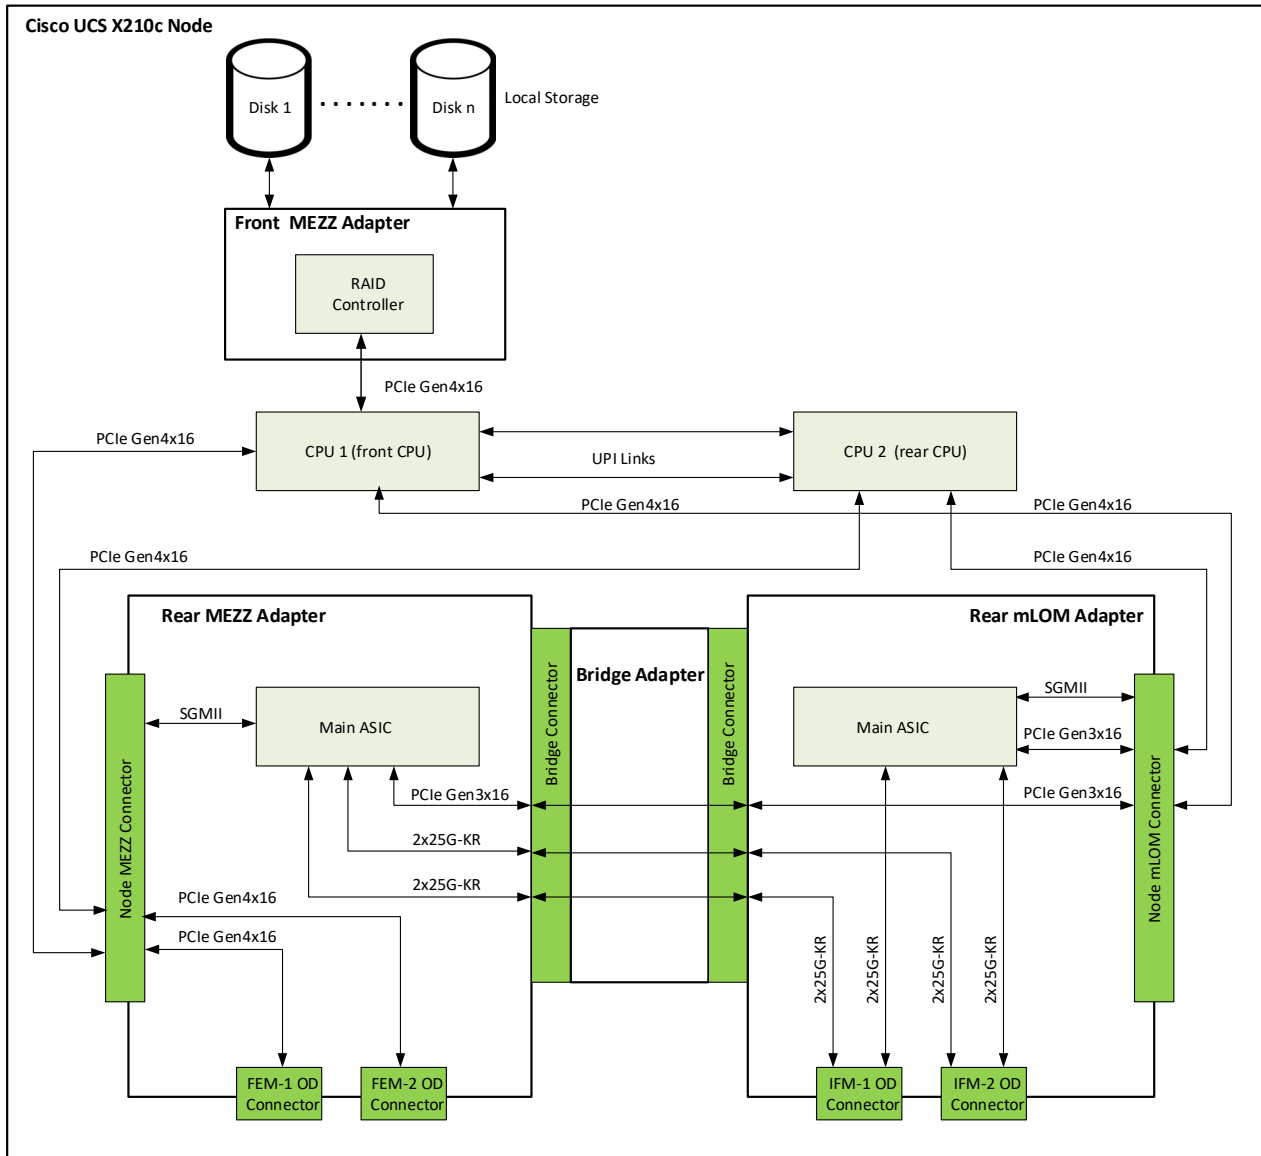 Cisco UCS X210c Node
Disk 1
Disk n
Local Storage
Front MEZZ Adapter
RAID
Controller
PCIe Gen4x16
PCIe Gen4x16
CPU 1 (front CPU)
UPI Links
CPU 2 (rear CPU)
PCIe Gen4x16
PCIe Gen4x16
PCIe Gen4x16
PCIe Gen4x16
Rear MEZZ Adapter
Rear mLOM Adapter
Bridge Adapter
Bridge Connector
Bridge Connector
Node MEZZ Connector
SGMII
Main ASIC
Main ASIC
SGMII
PCIe Gen3x16
PCIe Gen3x16
PCIe Gen3x16
Node mLOM Connector
2x25G-KR
2x25G-KR
PCIe Gen4x16
PCIe Gen4x16
2x25G-KR
2x25G-KR
2x25G-KR
2x25G-KR
FEM-1 OD
Connector
FEM-2 OD
Connector
IFM-1 OD
Connector
IFM-2 OD
Connector